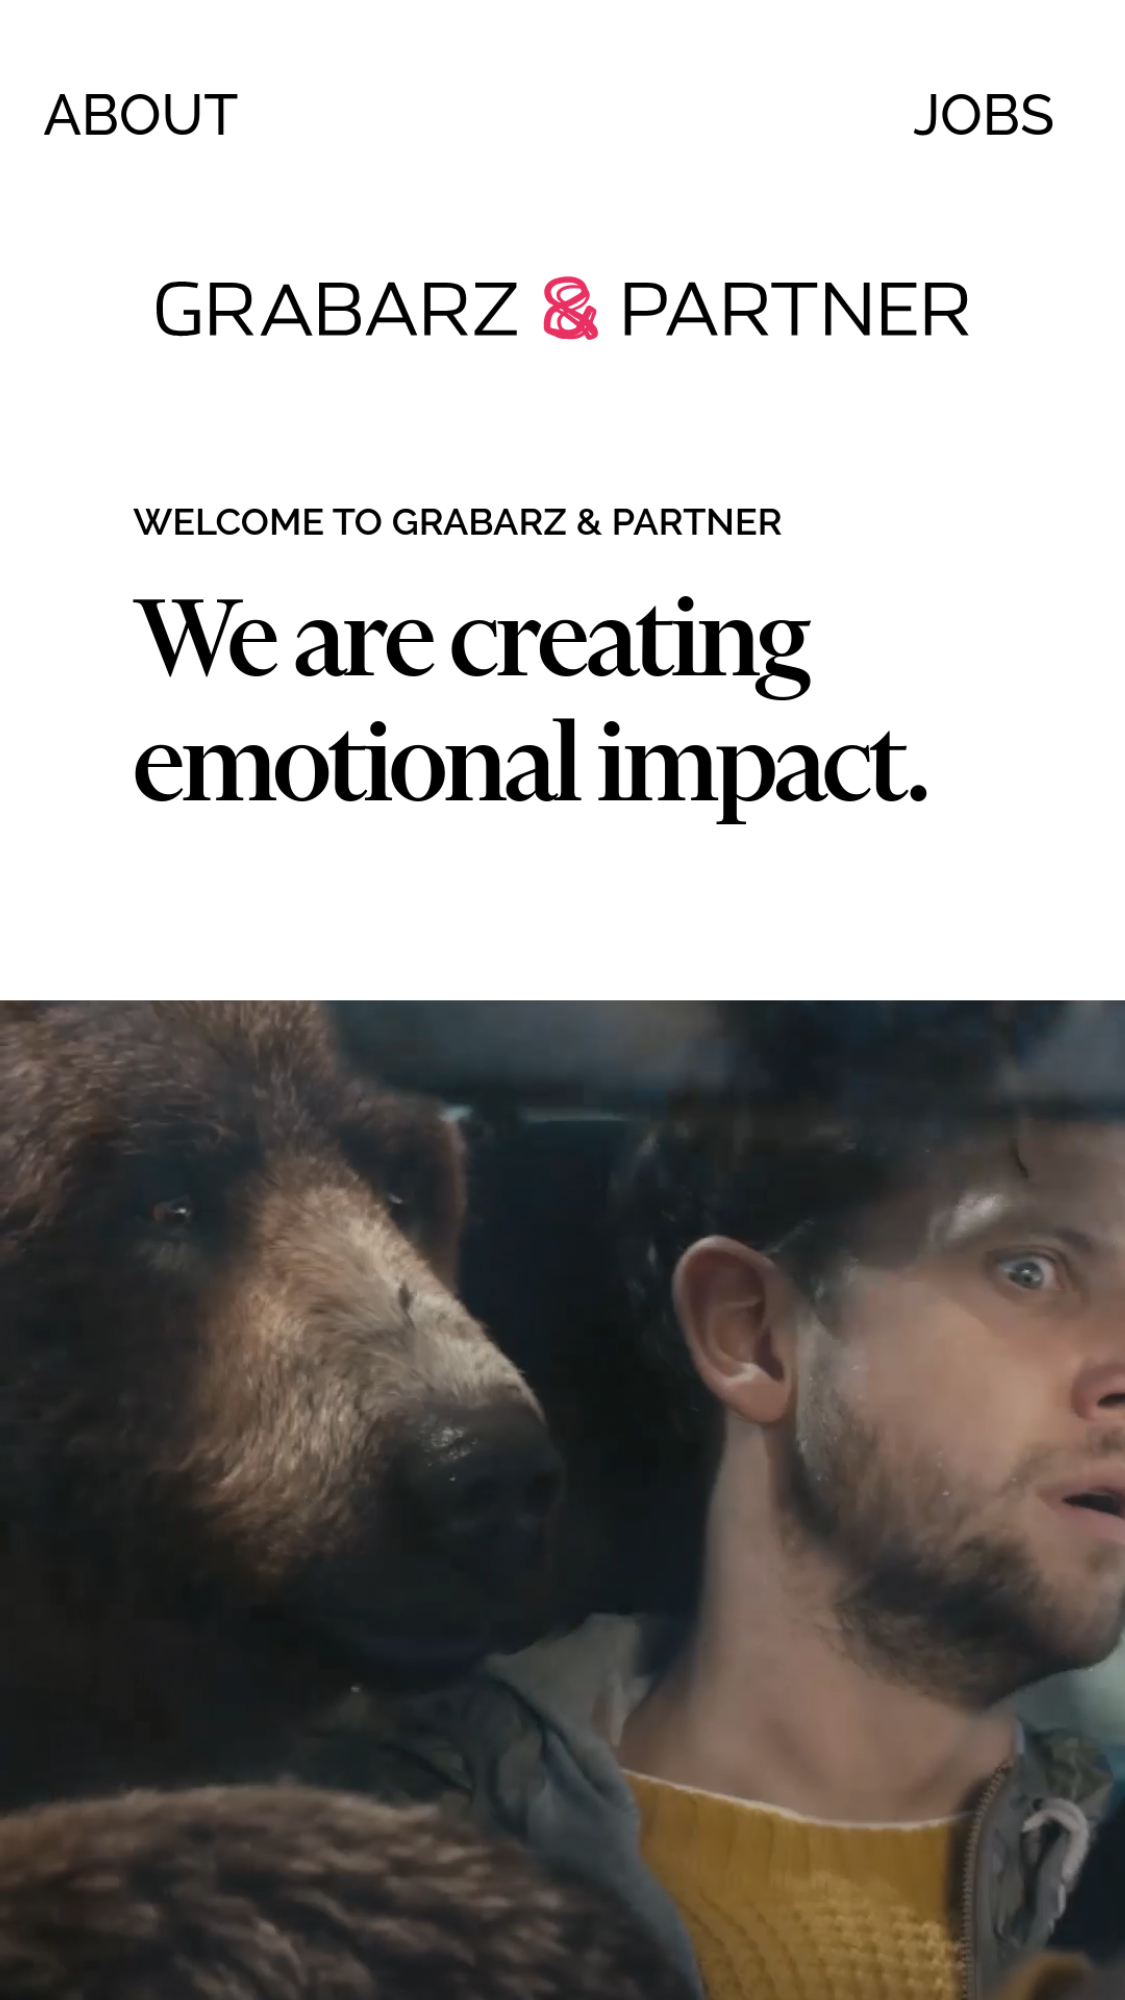 ABOUT
JOBS
GRABARZ & PARTNER
WELCOME TO GRABARZ & PARTNER
We are creating
emotional impact.